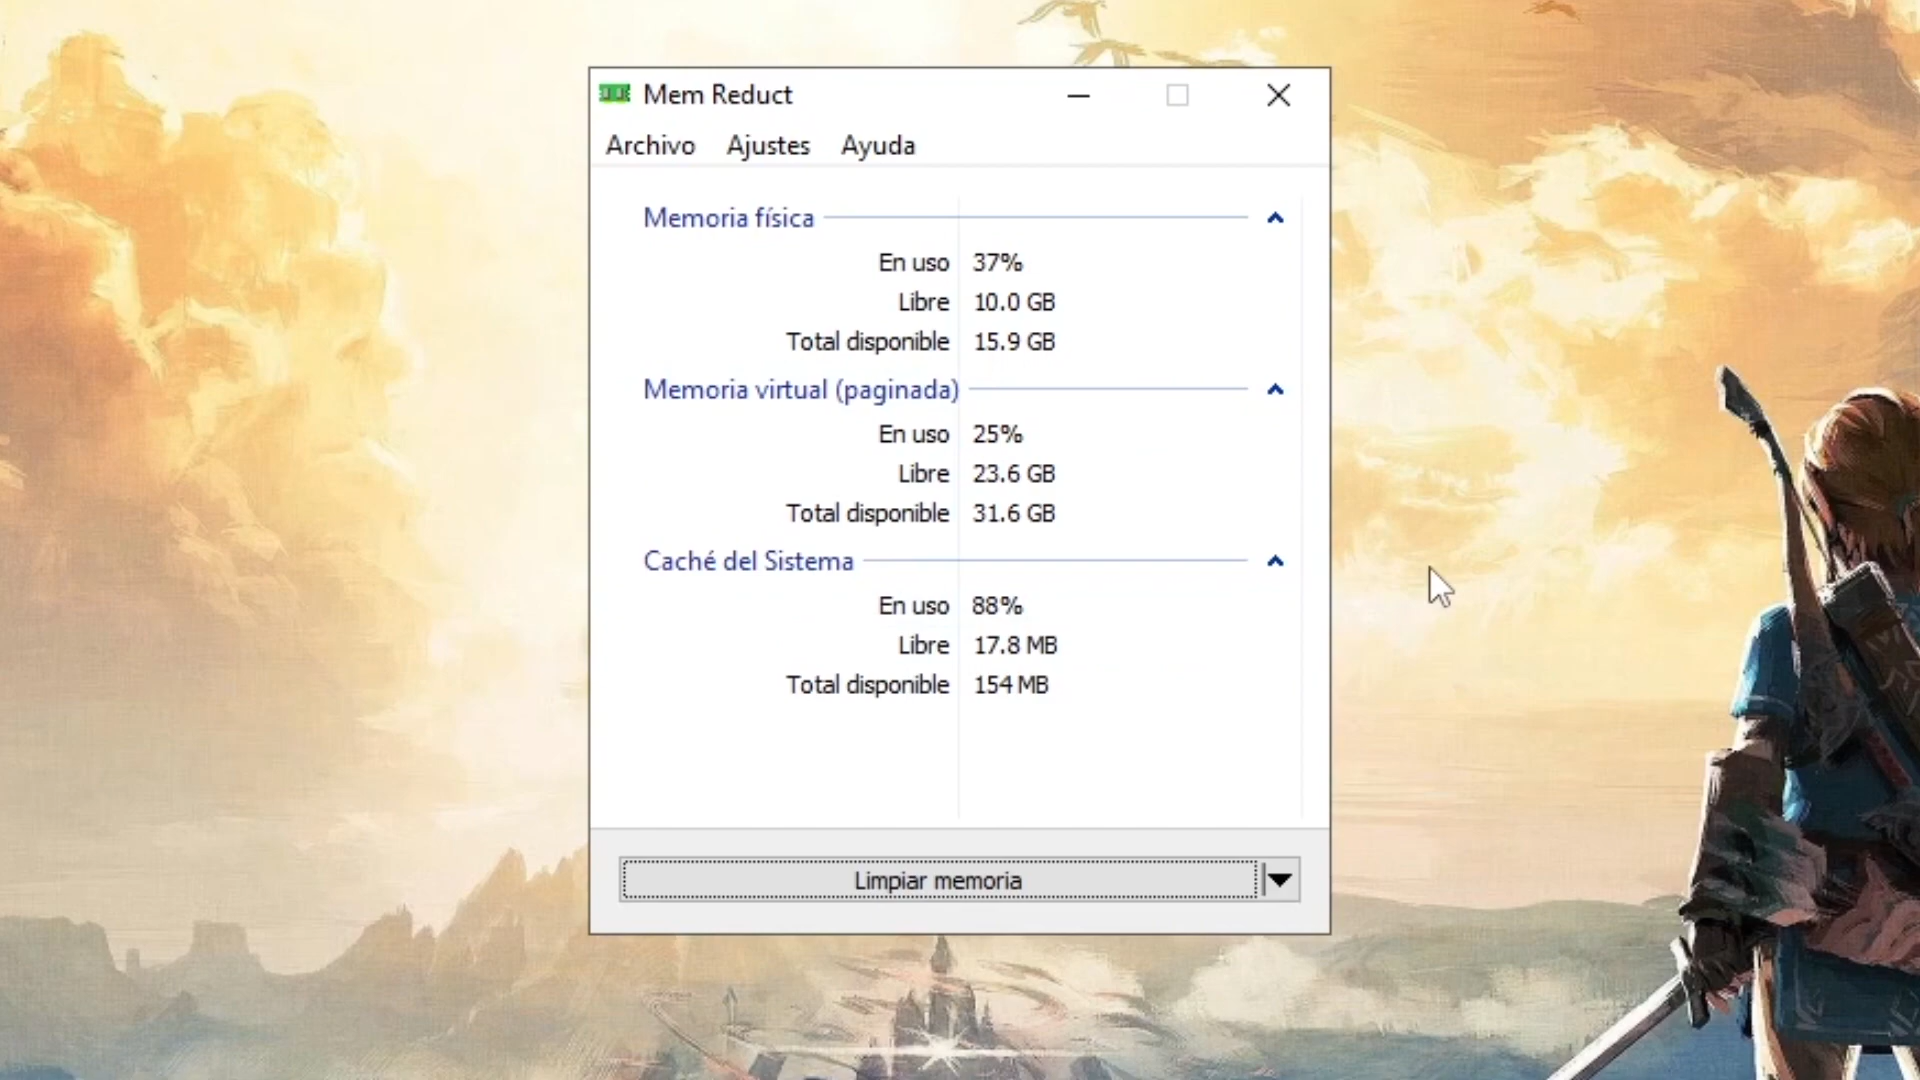 Mem Reduct
Archivo Ajustes Ayuda
Memoria física
En uso 37%
Libre 10.0 GB
Total disponible 15.9 GB
Memoria virtual (paginada)
En uso 25%
Libre 23.6 GB
Total disponible 31.6 GB
Caché del Sistema
En uso 88%
Libre 17.8 MB
Total disponible 154 MB
Limpiar memoria